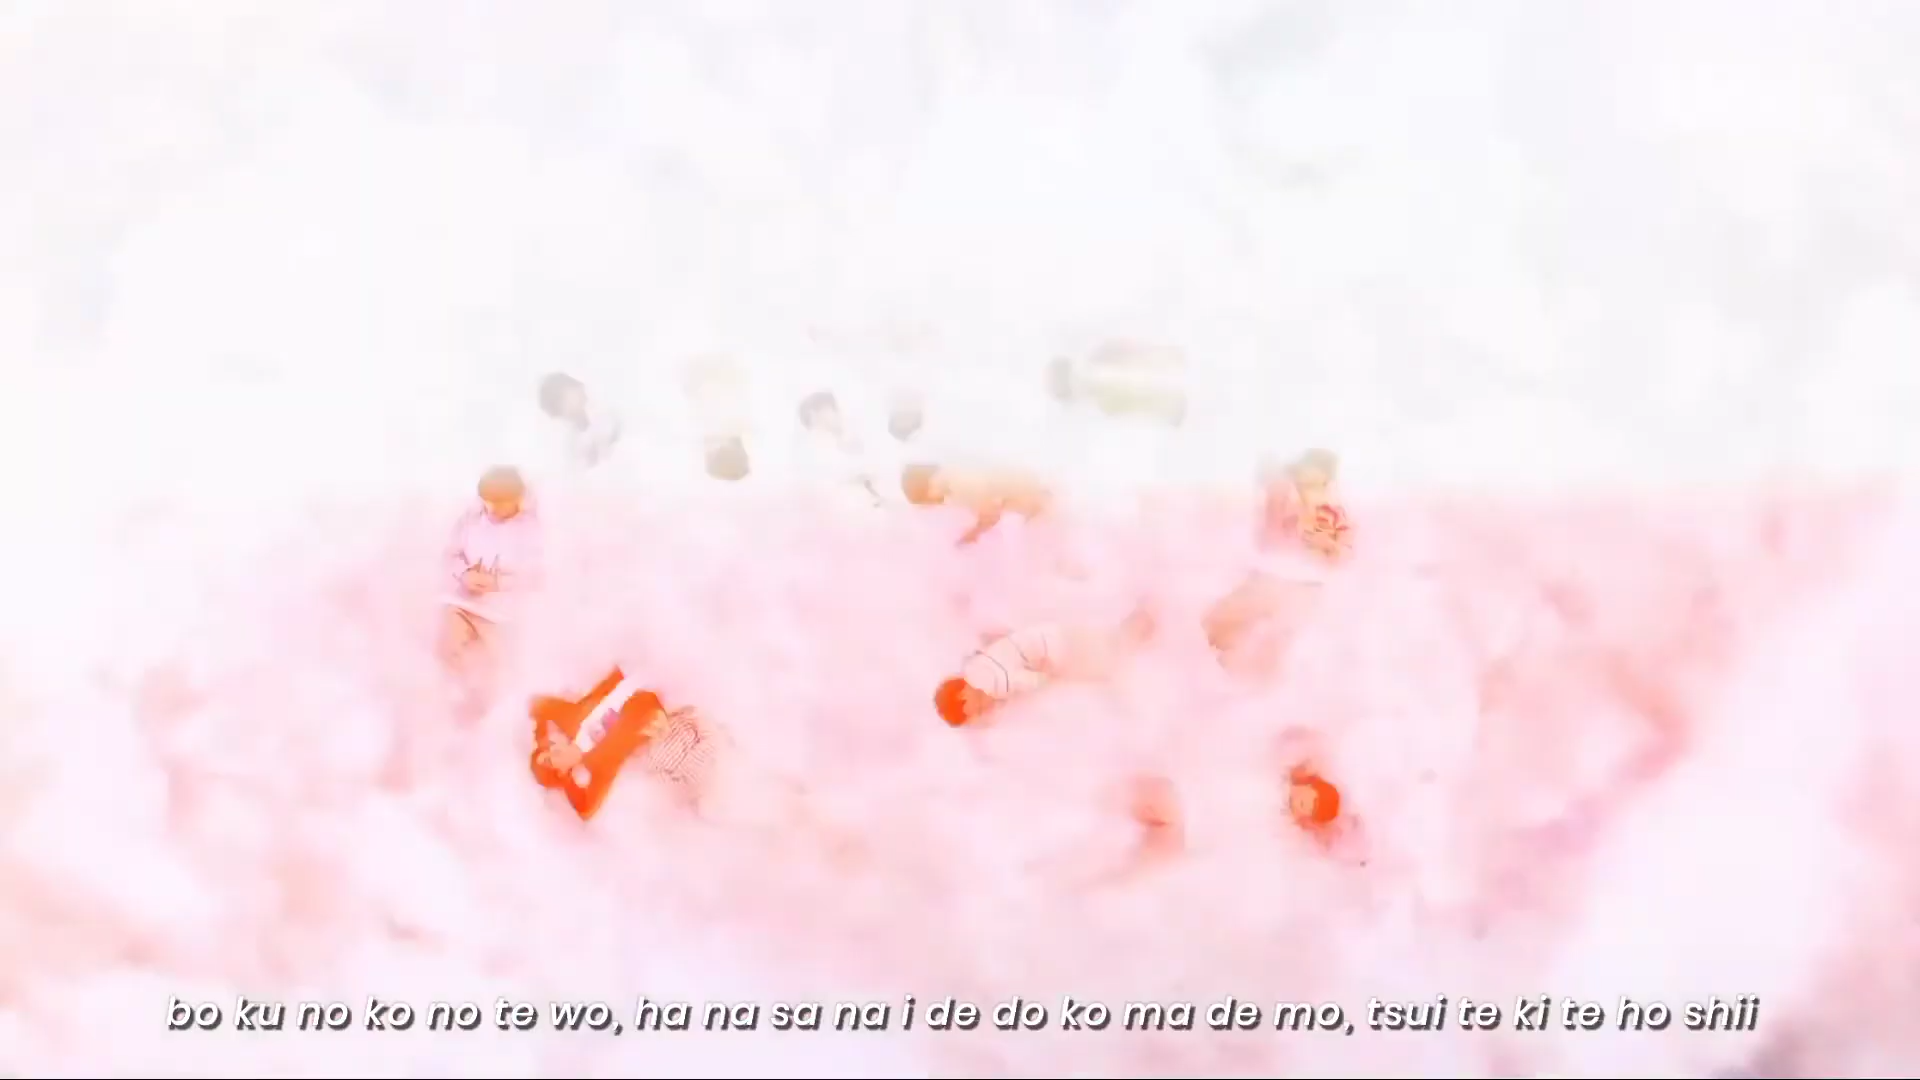 bo ku no ko no te wo, ha na sa na i de do ko ma de mo, tsui te ki te ho shii